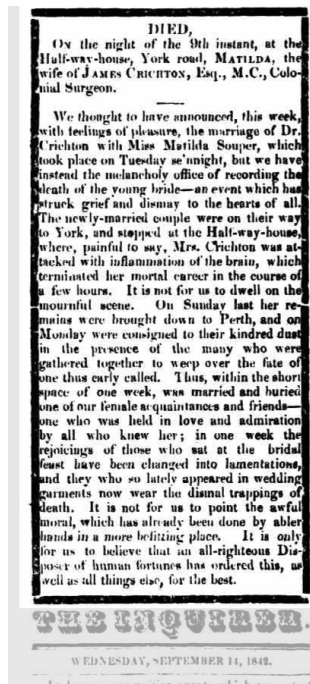 DIED,
On the night of the 9th instant, at the
Half-way-house, York road, MATILDA, the
wife of JAMES CRICHTON, Esq., M.C., Colo-
nial Surgeon.
We thought to have announced, this week,
with feelings of pleasure, the marriage of Dr.
Crichton with Miss Matilda Souper, which
took place on Tuesday se'nnight, but we have
instead the melancholy office of recording the
death of the young bride—an event which has
struck grief and dismay to the hearts of all.
The newly-married couple were on their way
to York, and stopped at the Half-way-house,
where, painful to say, Mrs. Crichton was at-
tacked with inflammation of the brain, which
terminated her mortal career in the course of
a few hours. It is not for us to dwell on the
mournful scene. On Sunday last her re-
mains were brought down to Perth, and on
Monday were consigned to their kindred dust
in the presence of the many who were
gathered together to weep over the fate of
one thus early called. Thus, within the short
space of one week, was married and buried
one of our female acquaintances and friends—
one who was held in love and admiration
by all who knew her; in one week the
rejoicings of those who sat at the bridal
feast have been changed into lamentations,
and they who so lately appeared in wedding
garments now wear the dismal trappings of
death. It is not for us to point the awful
moral, which has already been done by abler
hands in a more befitting place. It is only
for us to believe that an all-righteous Dis-
poser of human fortunes has ordered this, as
well as all things else, for the best.
THE INQUIRER.
WEDNESDAY, SEPTEMBER 14, 1842.